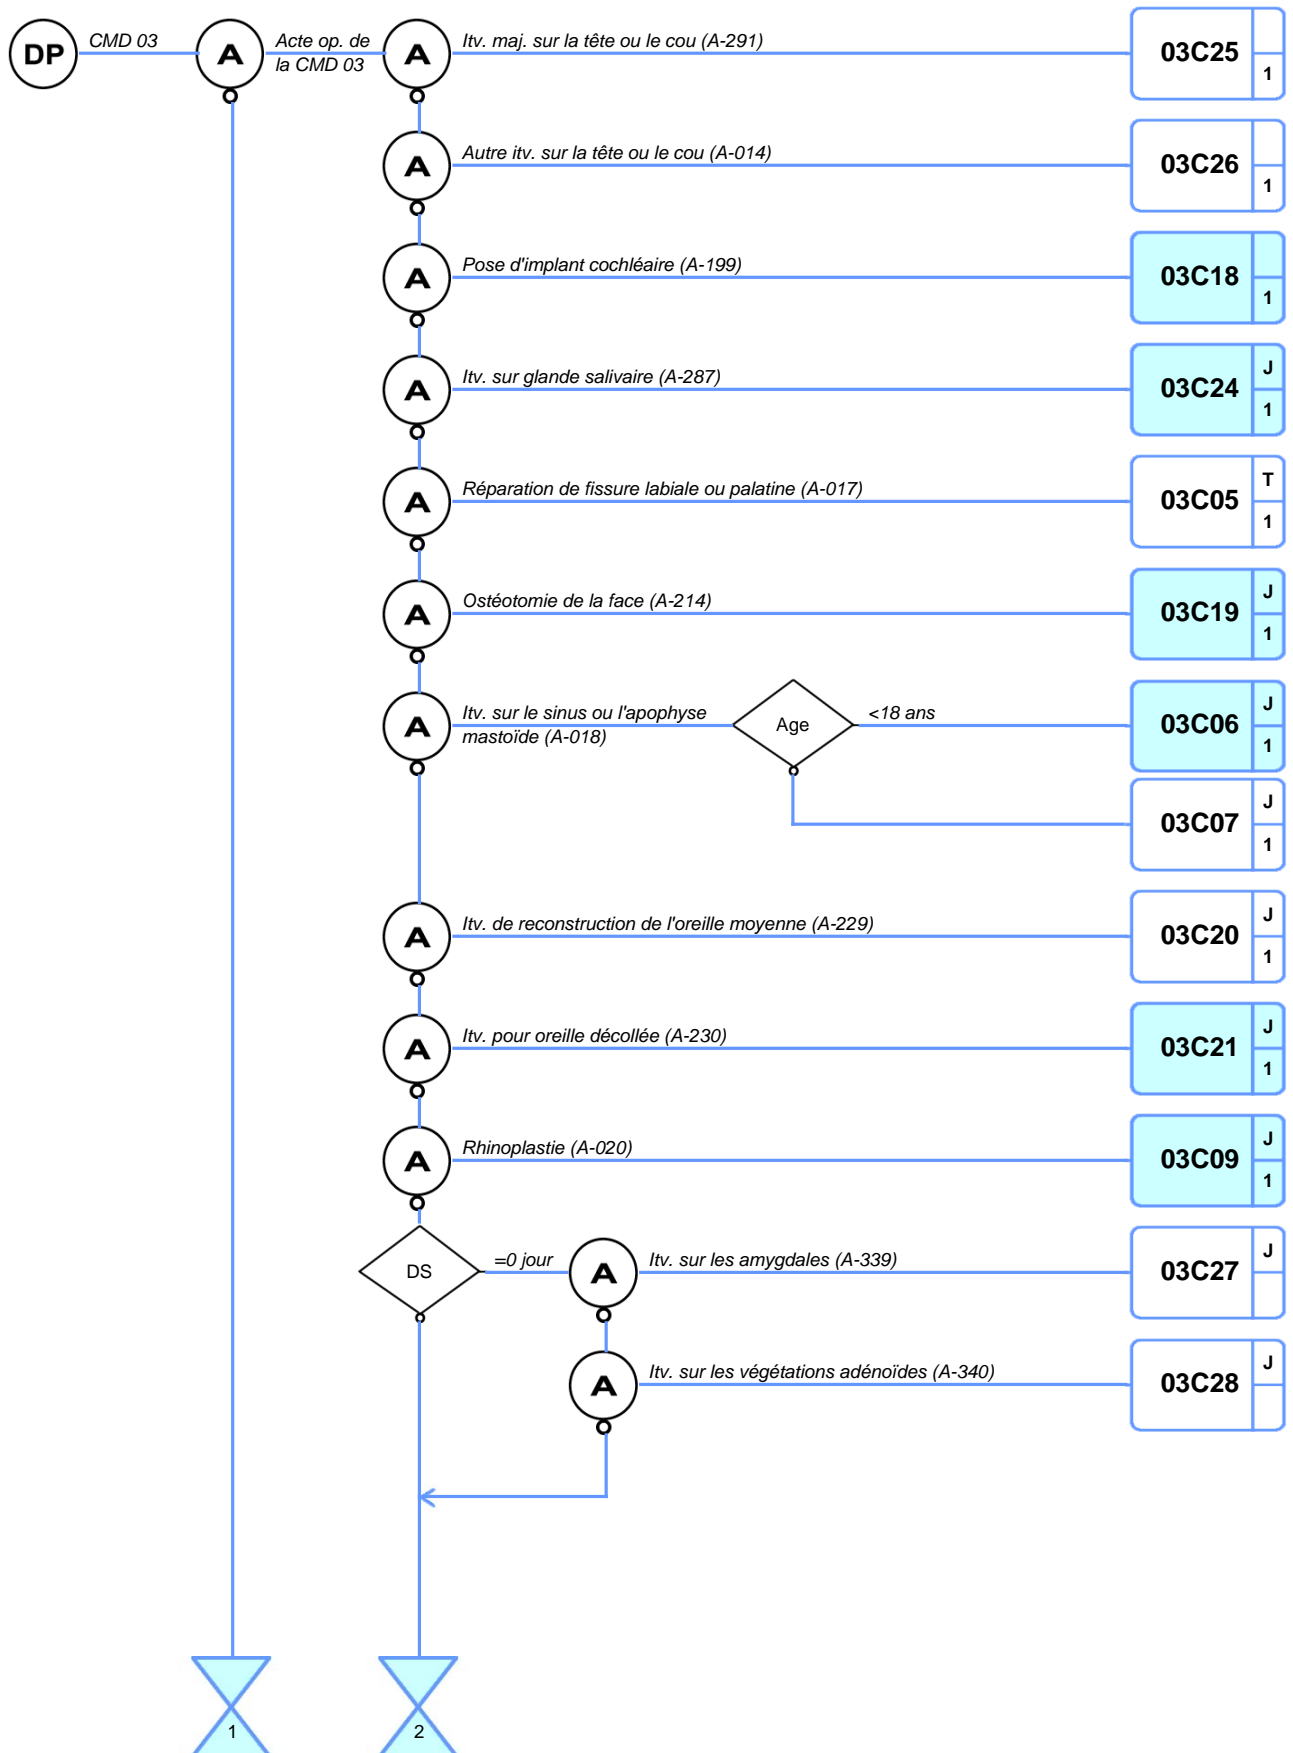 DP
CMD 03
A
Acte op. de
la CMD 03
A
Itv. maj. sur la tête ou le cou (A-291)
03C25
1
A
Autre itv. sur la tête ou le cou (A-014)
03C26
1
A
Pose d'implant cochléaire (A-199)
03C18
1
A
Itv. sur glande salivaire (A-287)
03C24
J
1
A
Réparation de fissure labiale ou palatine (A-017)
03C05
T
1
A
Ostéotomie de la face (A-214)
03C19
J
1
A
Itv. sur le sinus ou l'apophyse
mastoïde (A-018)
Age
<18 ans
03C06
J
1
03C07
J
1
A
Itv. de reconstruction de l'oreille moyenne (A-229)
03C20
J
1
A
Itv. pour oreille décollée (A-230)
03C21
J
1
A
Rhinoplastie (A-020)
03C09
J
1
DS
=0 jour
A
Itv. sur les amygdales (A-339)
03C27
J
A
Itv. sur les végétations adénoïdes (A-340)
03C28
J
1
2